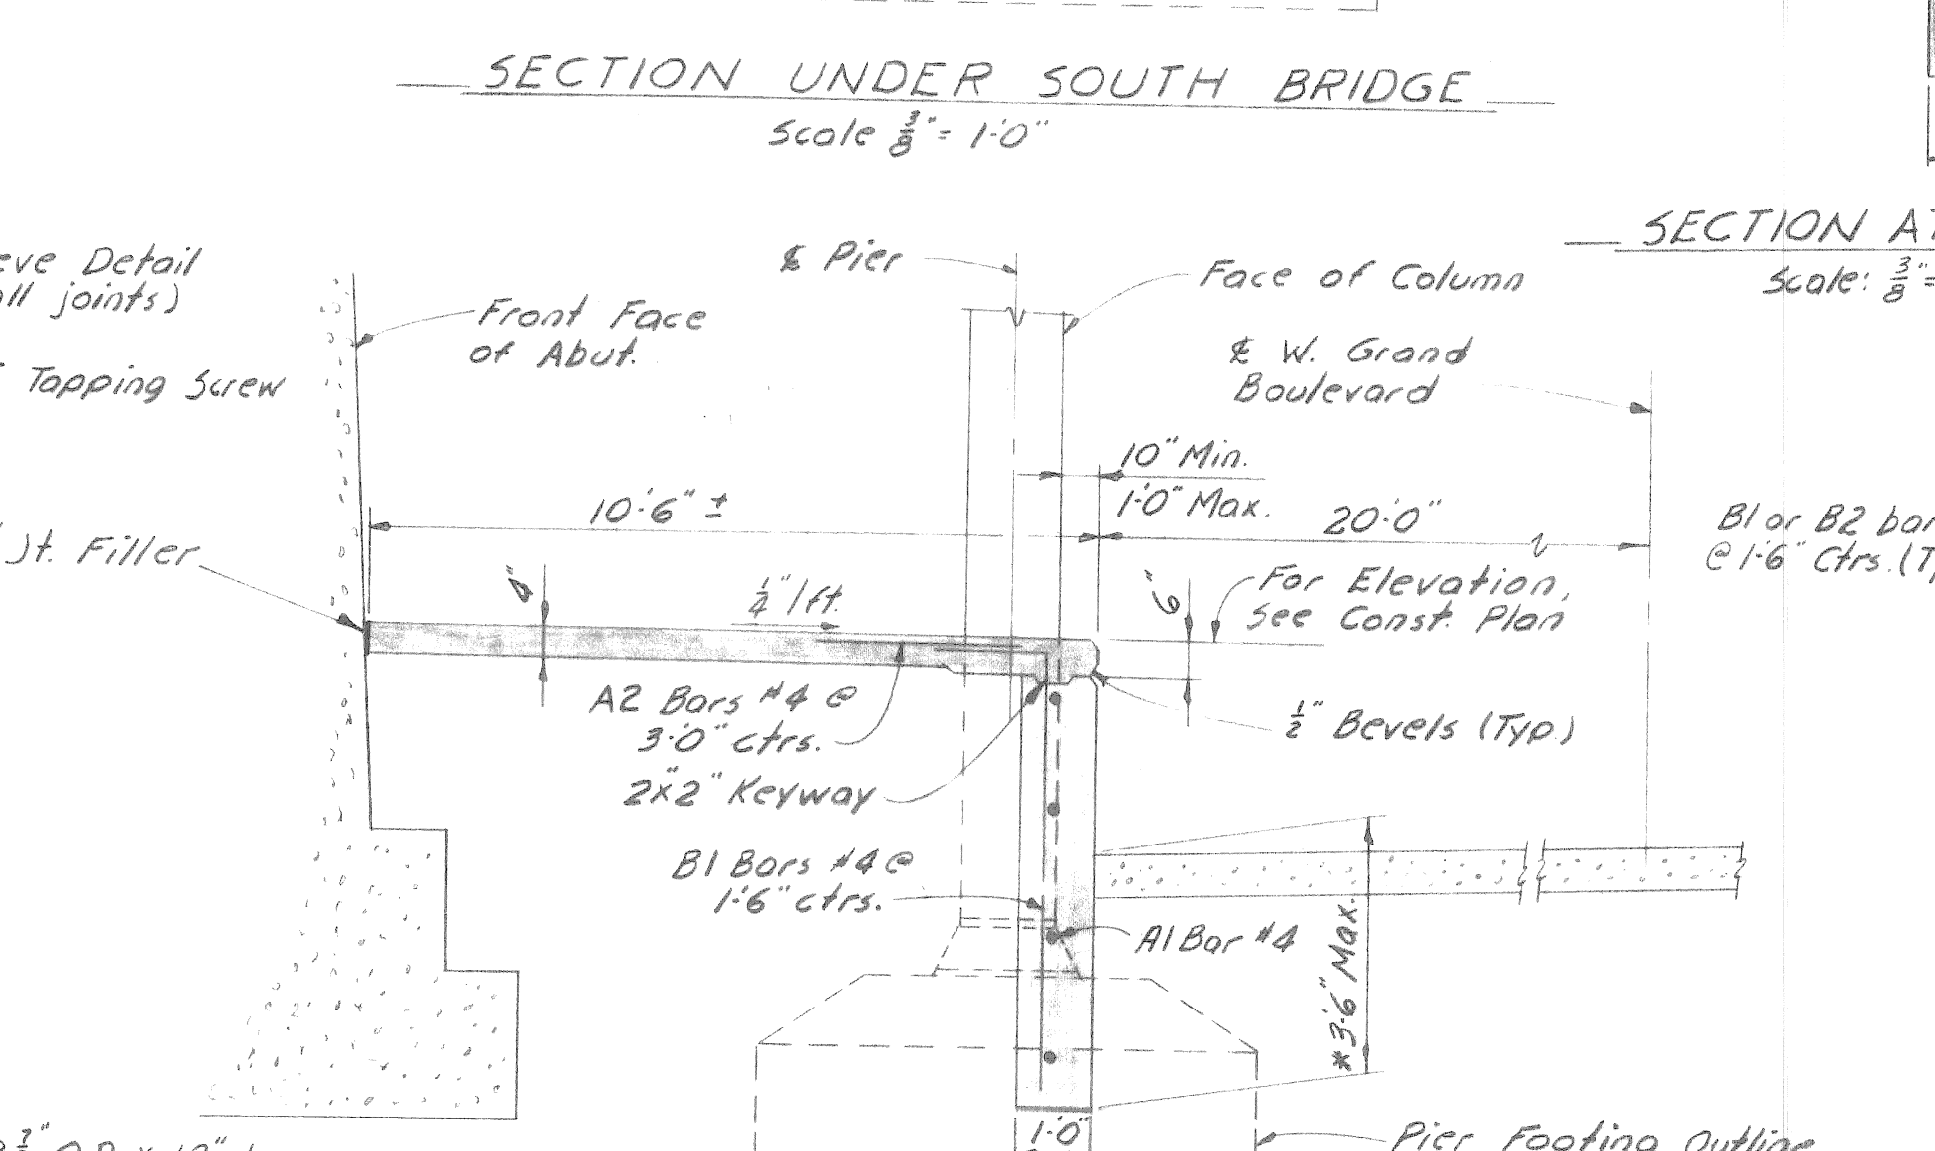 SECTION UNDER SOUTH BRIDGE
Scale 3/8" = 1'-0"
SECTION
Scale: 3/8" =
Detail
joints)
Tapping Screw
Jt. Filler
℄ Pier
Front Face
of Abut.
Face of Column
℄ W. Grand
Boulevard
10" Min.
1'-0" Max.
10'-6" ±
20'-0"
B1 or B2 bar
@ 1'-6" Ctrs.
4"
1/4"/ft.
6"
For Elevation,
See Const. Plan
A2 Bars #4 @
3'-0" ctrs.
2"x2" Keyway
1/2" Bevels (Typ.)
B1 Bars #4 @
1'-6" ctrs.
A1 Bar #4
* 3'-6" Max.
1'-0"
Pier Footing Outline